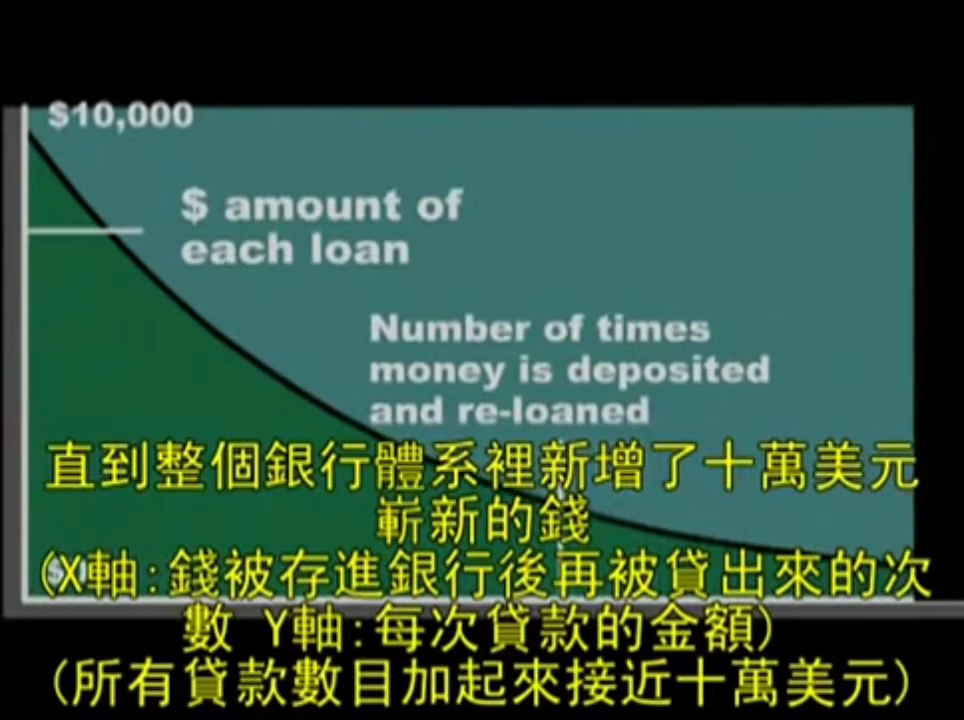 $10,000
$ amount of
each loan
Number of times
money is deposited
and re-loaned
直到整個銀行體系裡新增了十萬美元
嶄新的錢
(X軸:錢被存進銀行後再被貸出來的次
數 Y軸:每次貸款的金額)
(所有貸款數目加起來接近十萬美元)